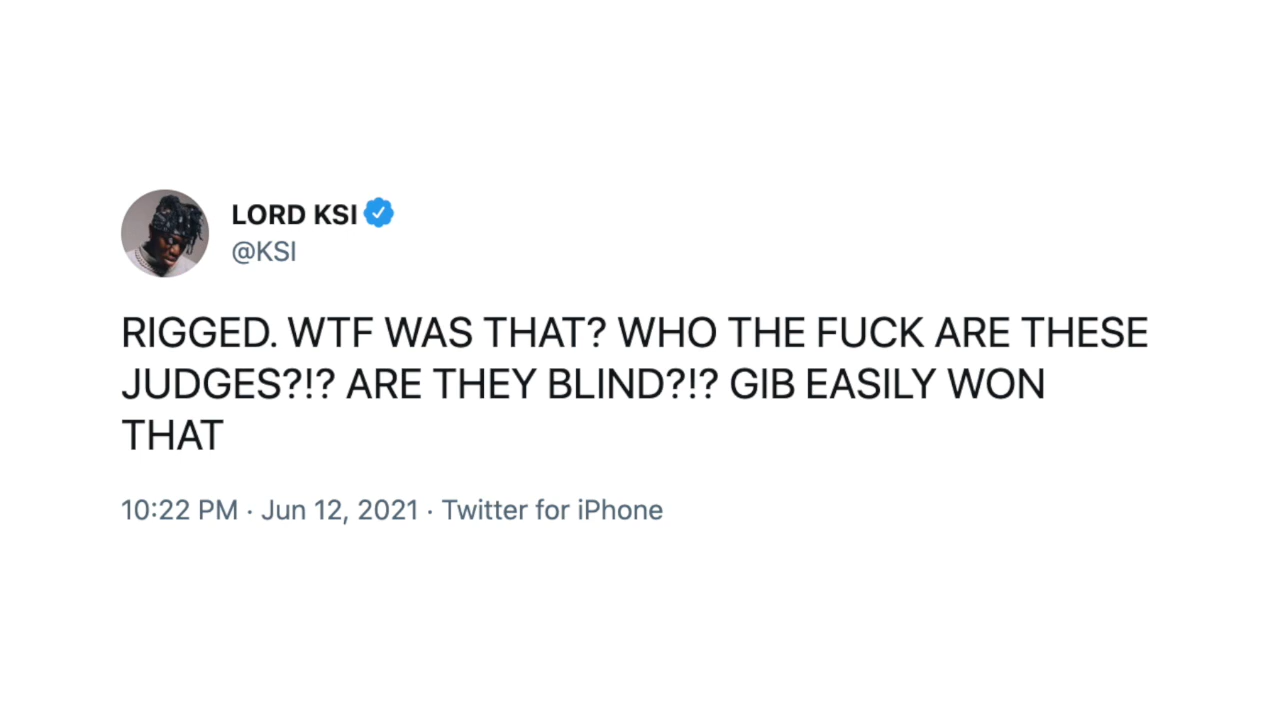 LORD KSI
@KSI
RIGGED. WTF WAS THAT? WHO THE FUCK ARE THESE
JUDGES?!? ARE THEY BLIND?!? GIB EASILY WON
THAT
10:22 PM · Jun 12, 2021 · Twitter for iPhone